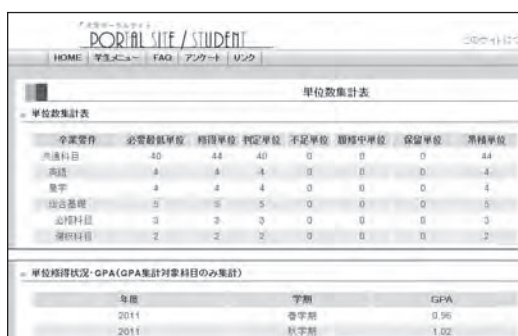 PORTAL SITE / STUDENT
HOME 学生メニュー FAQ アンケート リンク
単位数集計表
単位数集計表
卒業要件 必要最低単位 修得単位 判定単位 不足単位 履修中単位 保留単位 累積単位
共通科目 40 44 40 0 0 0 44
英語 4 4 4 0 0 0 4
4 4 4 0 0 0 4
総合基礎 5 5 5 0 0 0 5
必修科目 3 3 3 0 0 0 3
選択科目 2 2 2 0 0 0 2
単位修得状況・GPA(GPA集計対象科目のみ集計)
年度 学期 GPA
2011 春学期 0.96
2011 秋学期 1.02